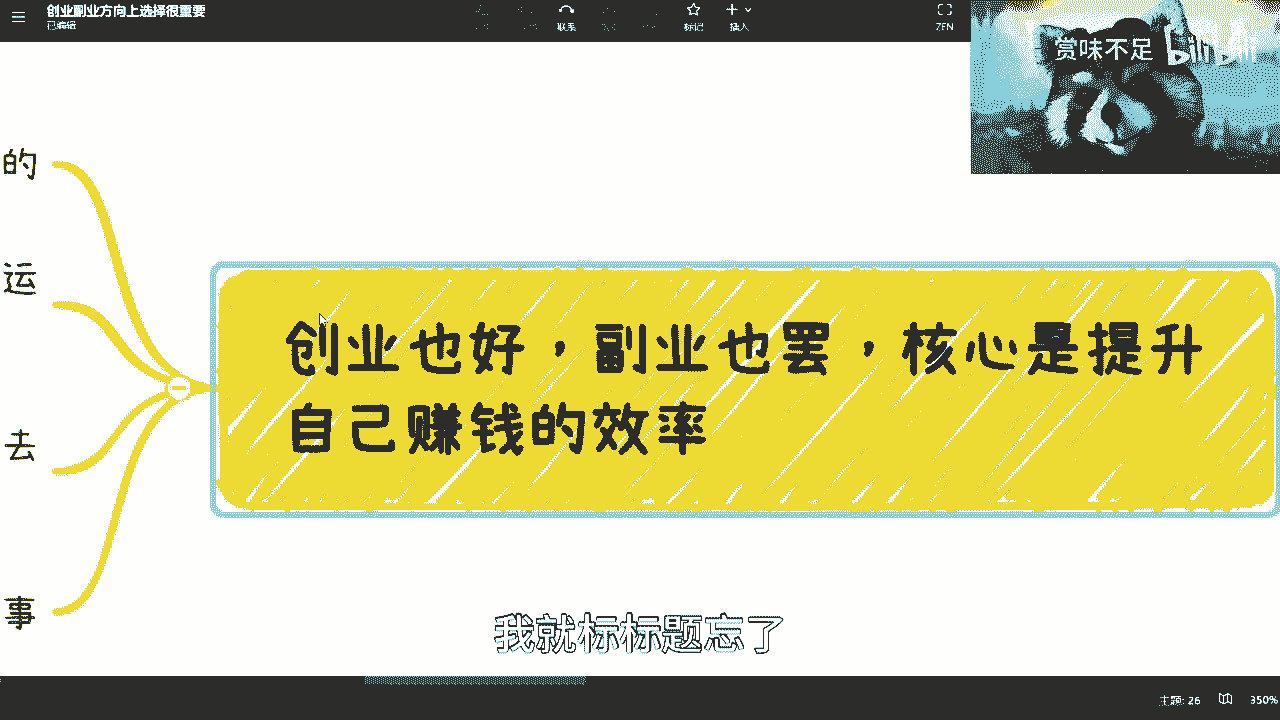 创业副业方向上选择很重要
已编辑
联系
标记
插入
ZEN
赏味不足 bilibili
的
运
去
事
创业也好，副业也罢，核心是提升
自己赚钱的效率
我就标标题忘了
主题: 26
350%